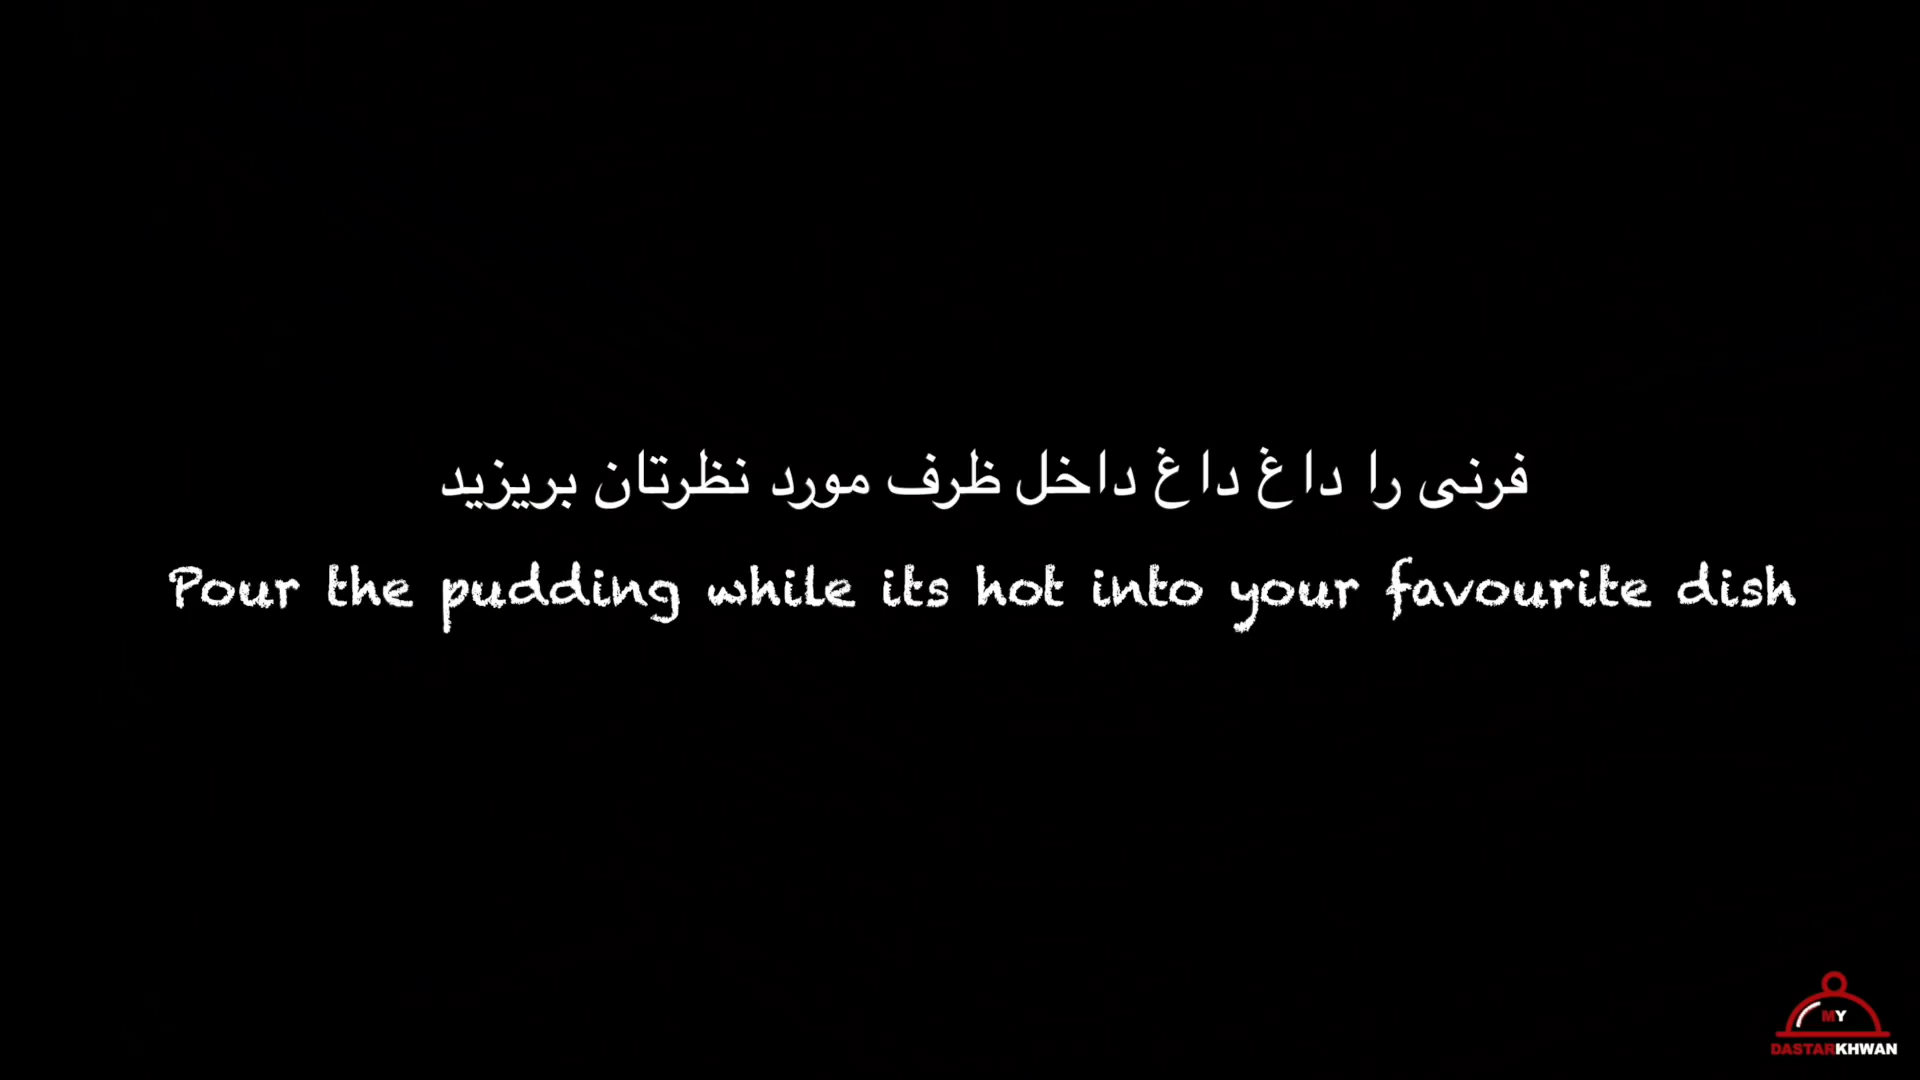 فرنی را داغ داغ داخل ظرف مورد نظرتان بریزید
Pour the pudding while its hot into your favourite dish
MY
DASTARKHWAN